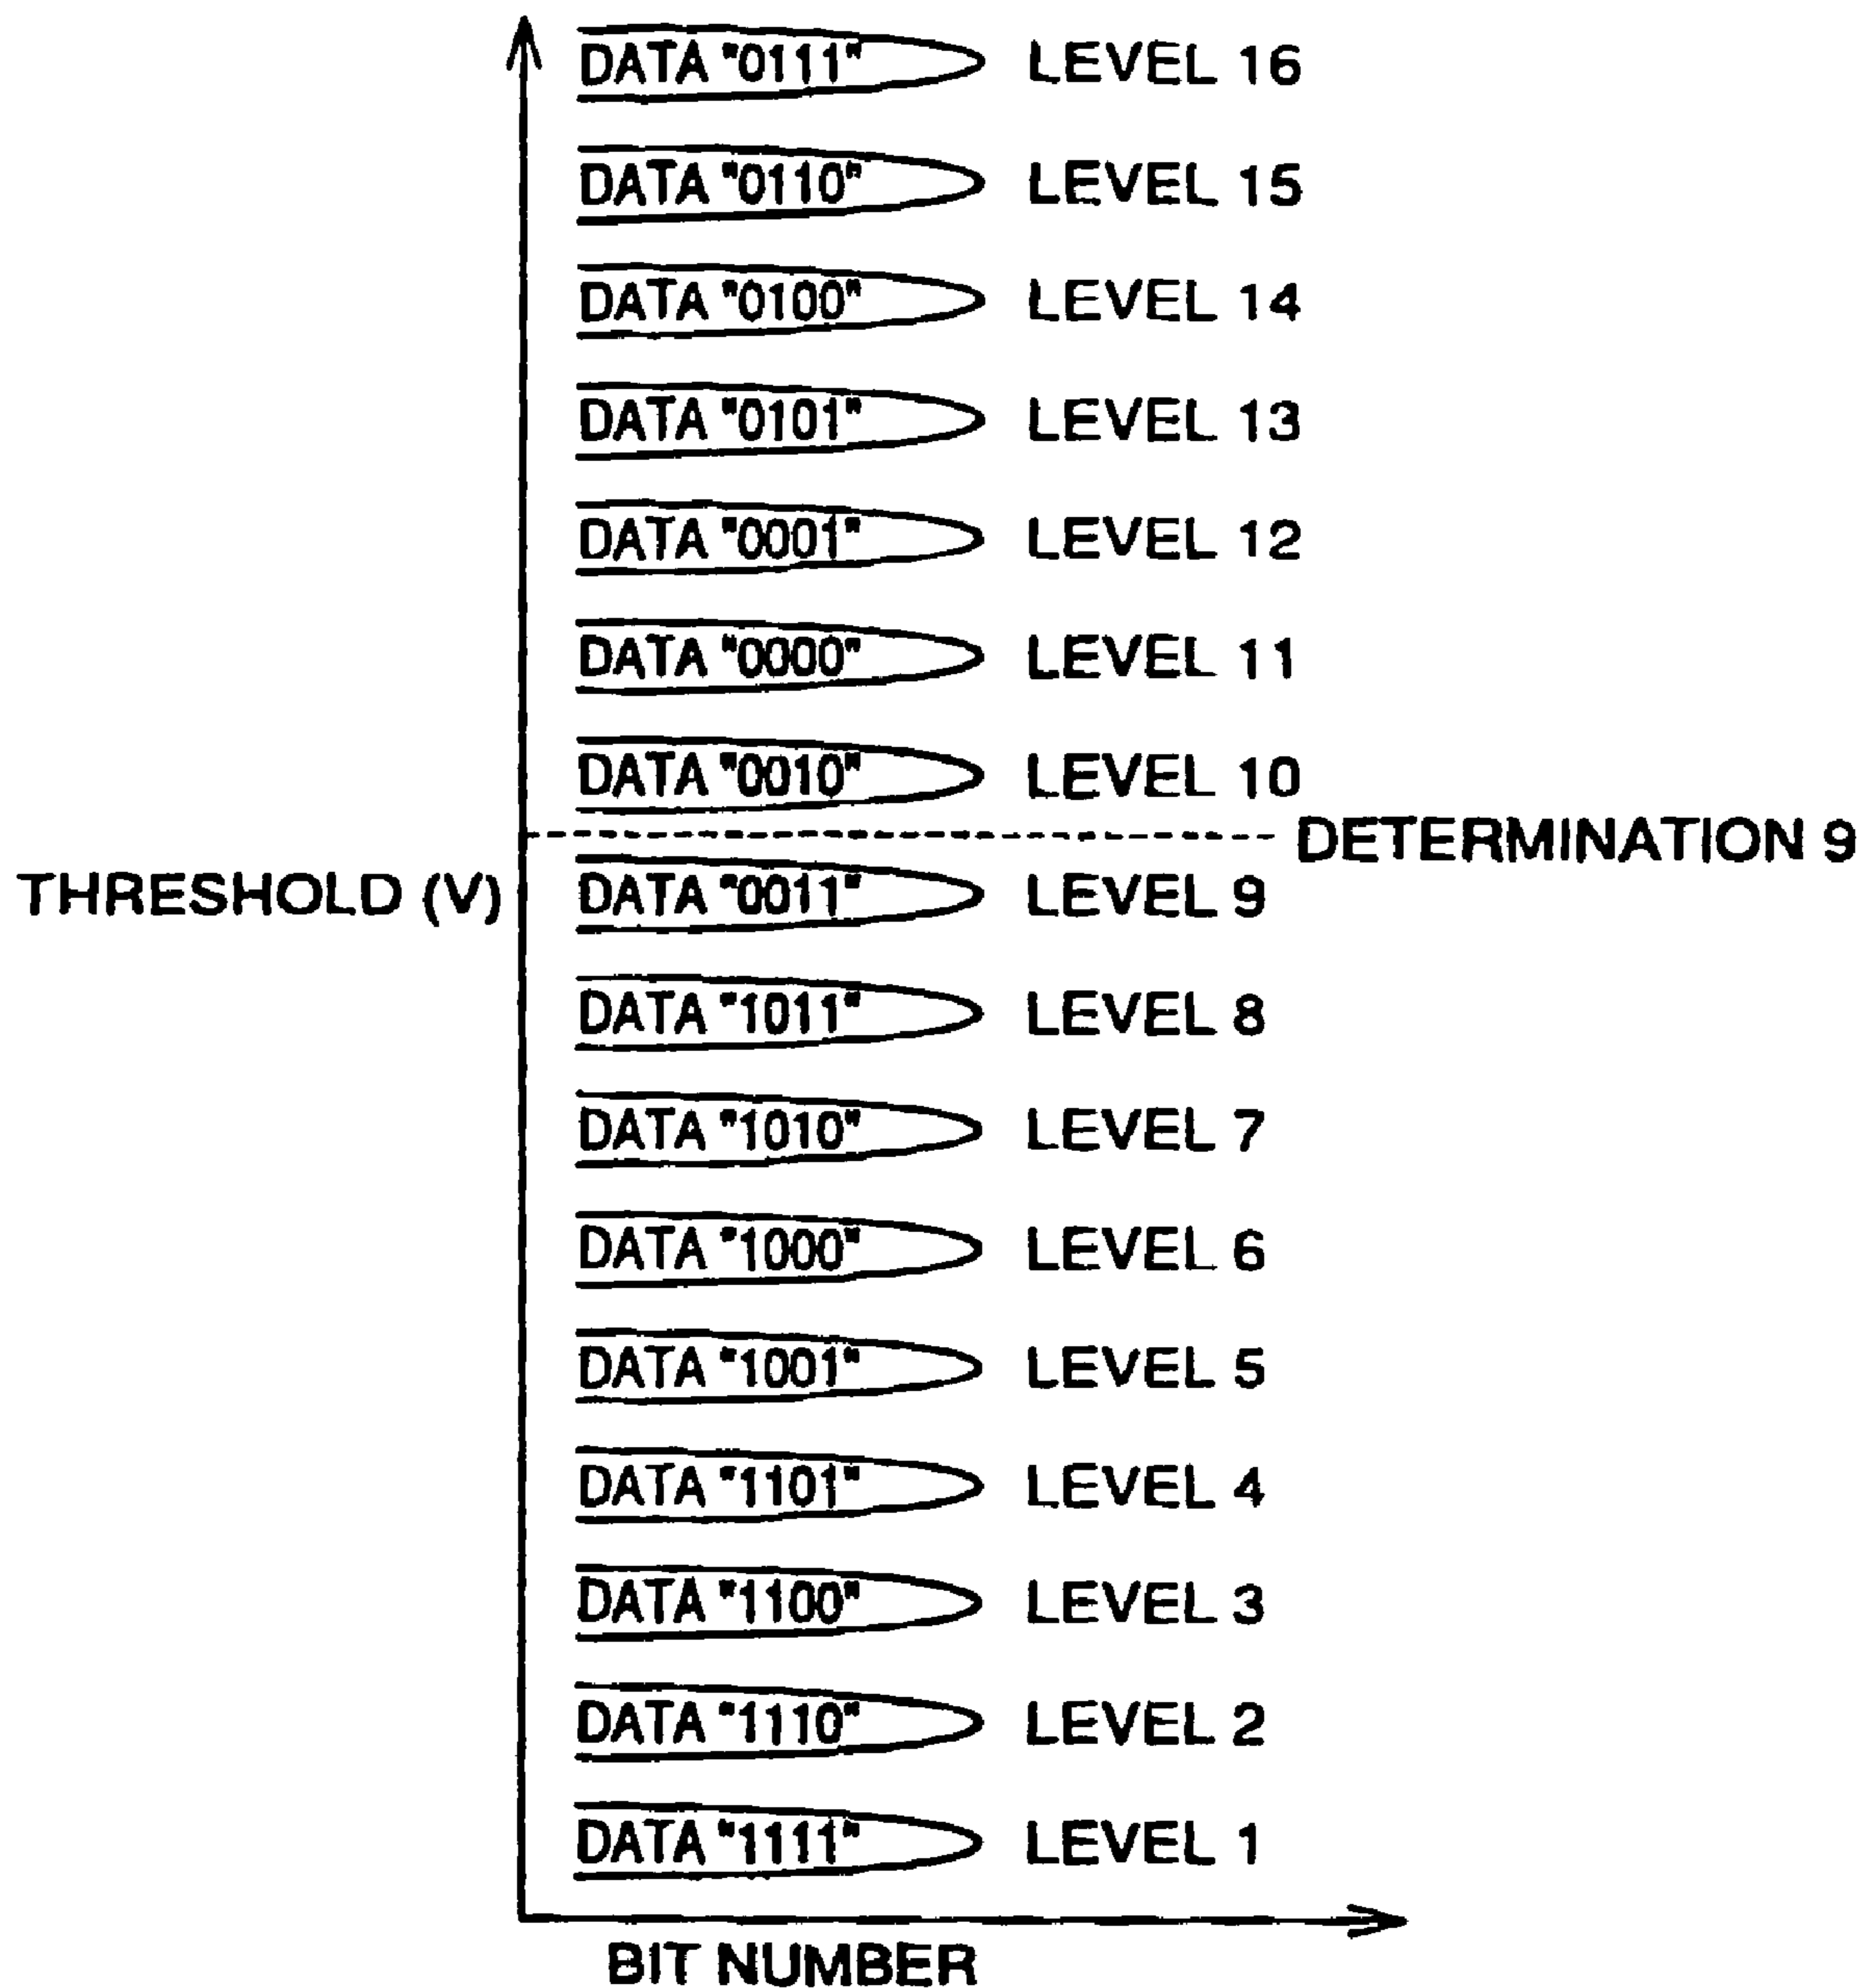 DATA "0111" LEVEL 16
DATA "0110" LEVEL 15
DATA "0100" LEVEL 14
DATA "0101" LEVEL 13
DATA "0001" LEVEL 12
DATA "0000" LEVEL 11
DATA "0010" LEVEL 10
DETERMINATION 9
THRESHOLD (V) DATA "0011" LEVEL 9
DATA "1011" LEVEL 8
DATA "1010" LEVEL 7
DATA "1000" LEVEL 6
DATA "1001" LEVEL 5
DATA "1101" LEVEL 4
DATA "1100" LEVEL 3
DATA "1110" LEVEL 2
DATA "1111" LEVEL 1
BIT NUMBER